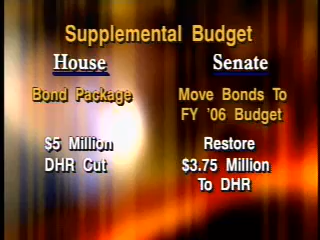 Supplemental Budget
House
Senate
Bond Package
Move Bonds To
FY '06 Budget
$5 Million
DHR Cut
Restore
$3.75 Million
To DHR